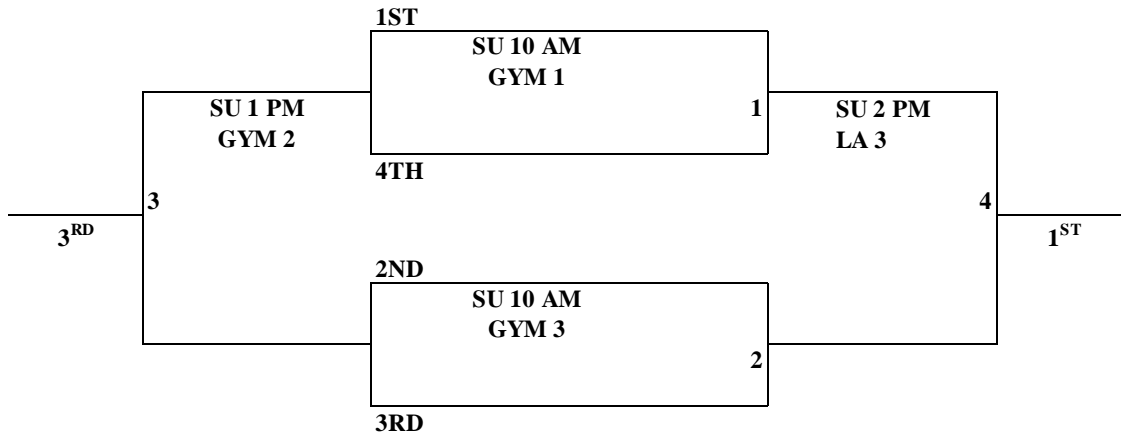 1ST
SU 10 AM
GYM 1
SU 1 PM
GYM 2
1
SU 2 PM
LA 3
4TH
3
4
3RD
1ST
2ND
SU 10 AM
GYM 3
2
3RD